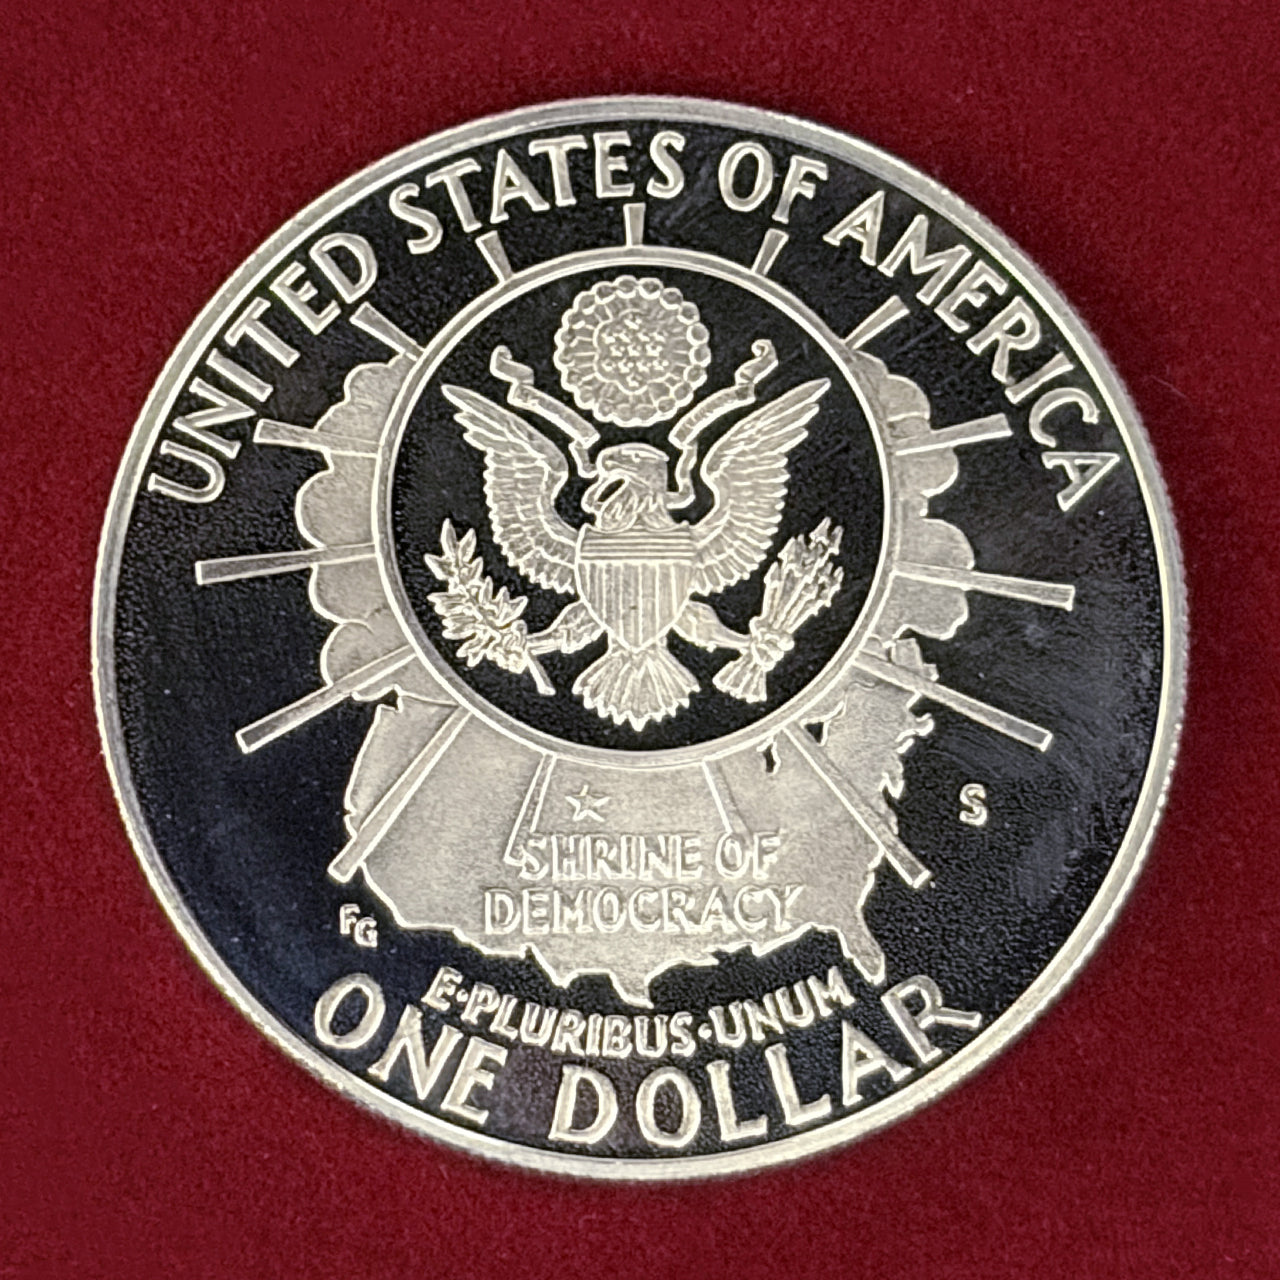 UNITED STATES OF AMERICA
S
SHRINE OF
DEMOCRACY
FG
E·PLURIBUS·UNUM
ONE DOLLAR